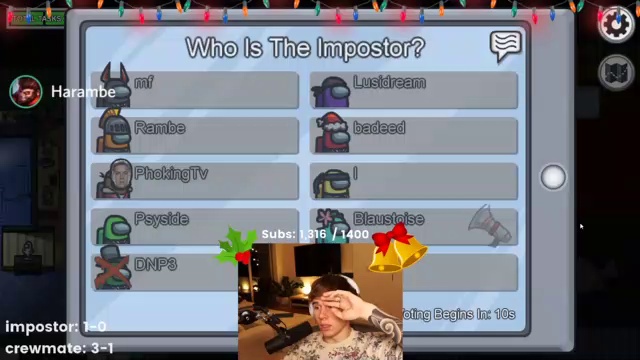 TOTAL TASKS
Who Is The Impostor?
mf
Lusidream
Harambe
Rambe
badeed
PhokingTv
I
Psyside
Blaustoise
Subs: 1,316 / 1400
DNP3
Voting Begins In: 10s
impostor: 1-0
crewmate: 3-1